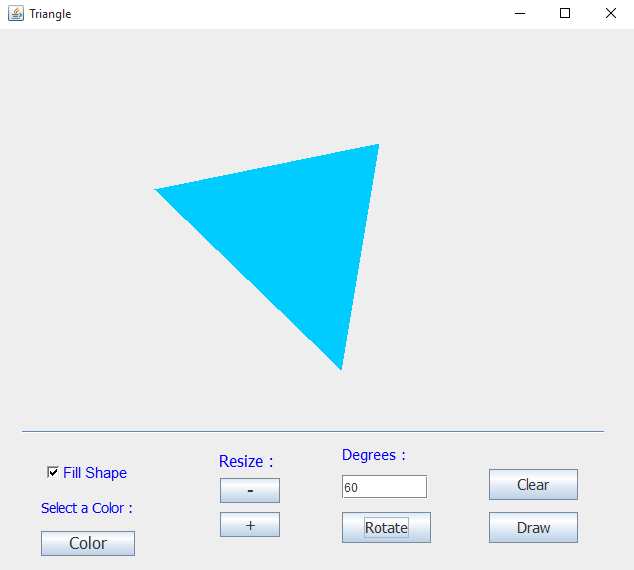 Triangle
Fill Shape
Select a Color :
Color
Resize :
-
+
Degrees :
60
Rotate
Clear
Draw